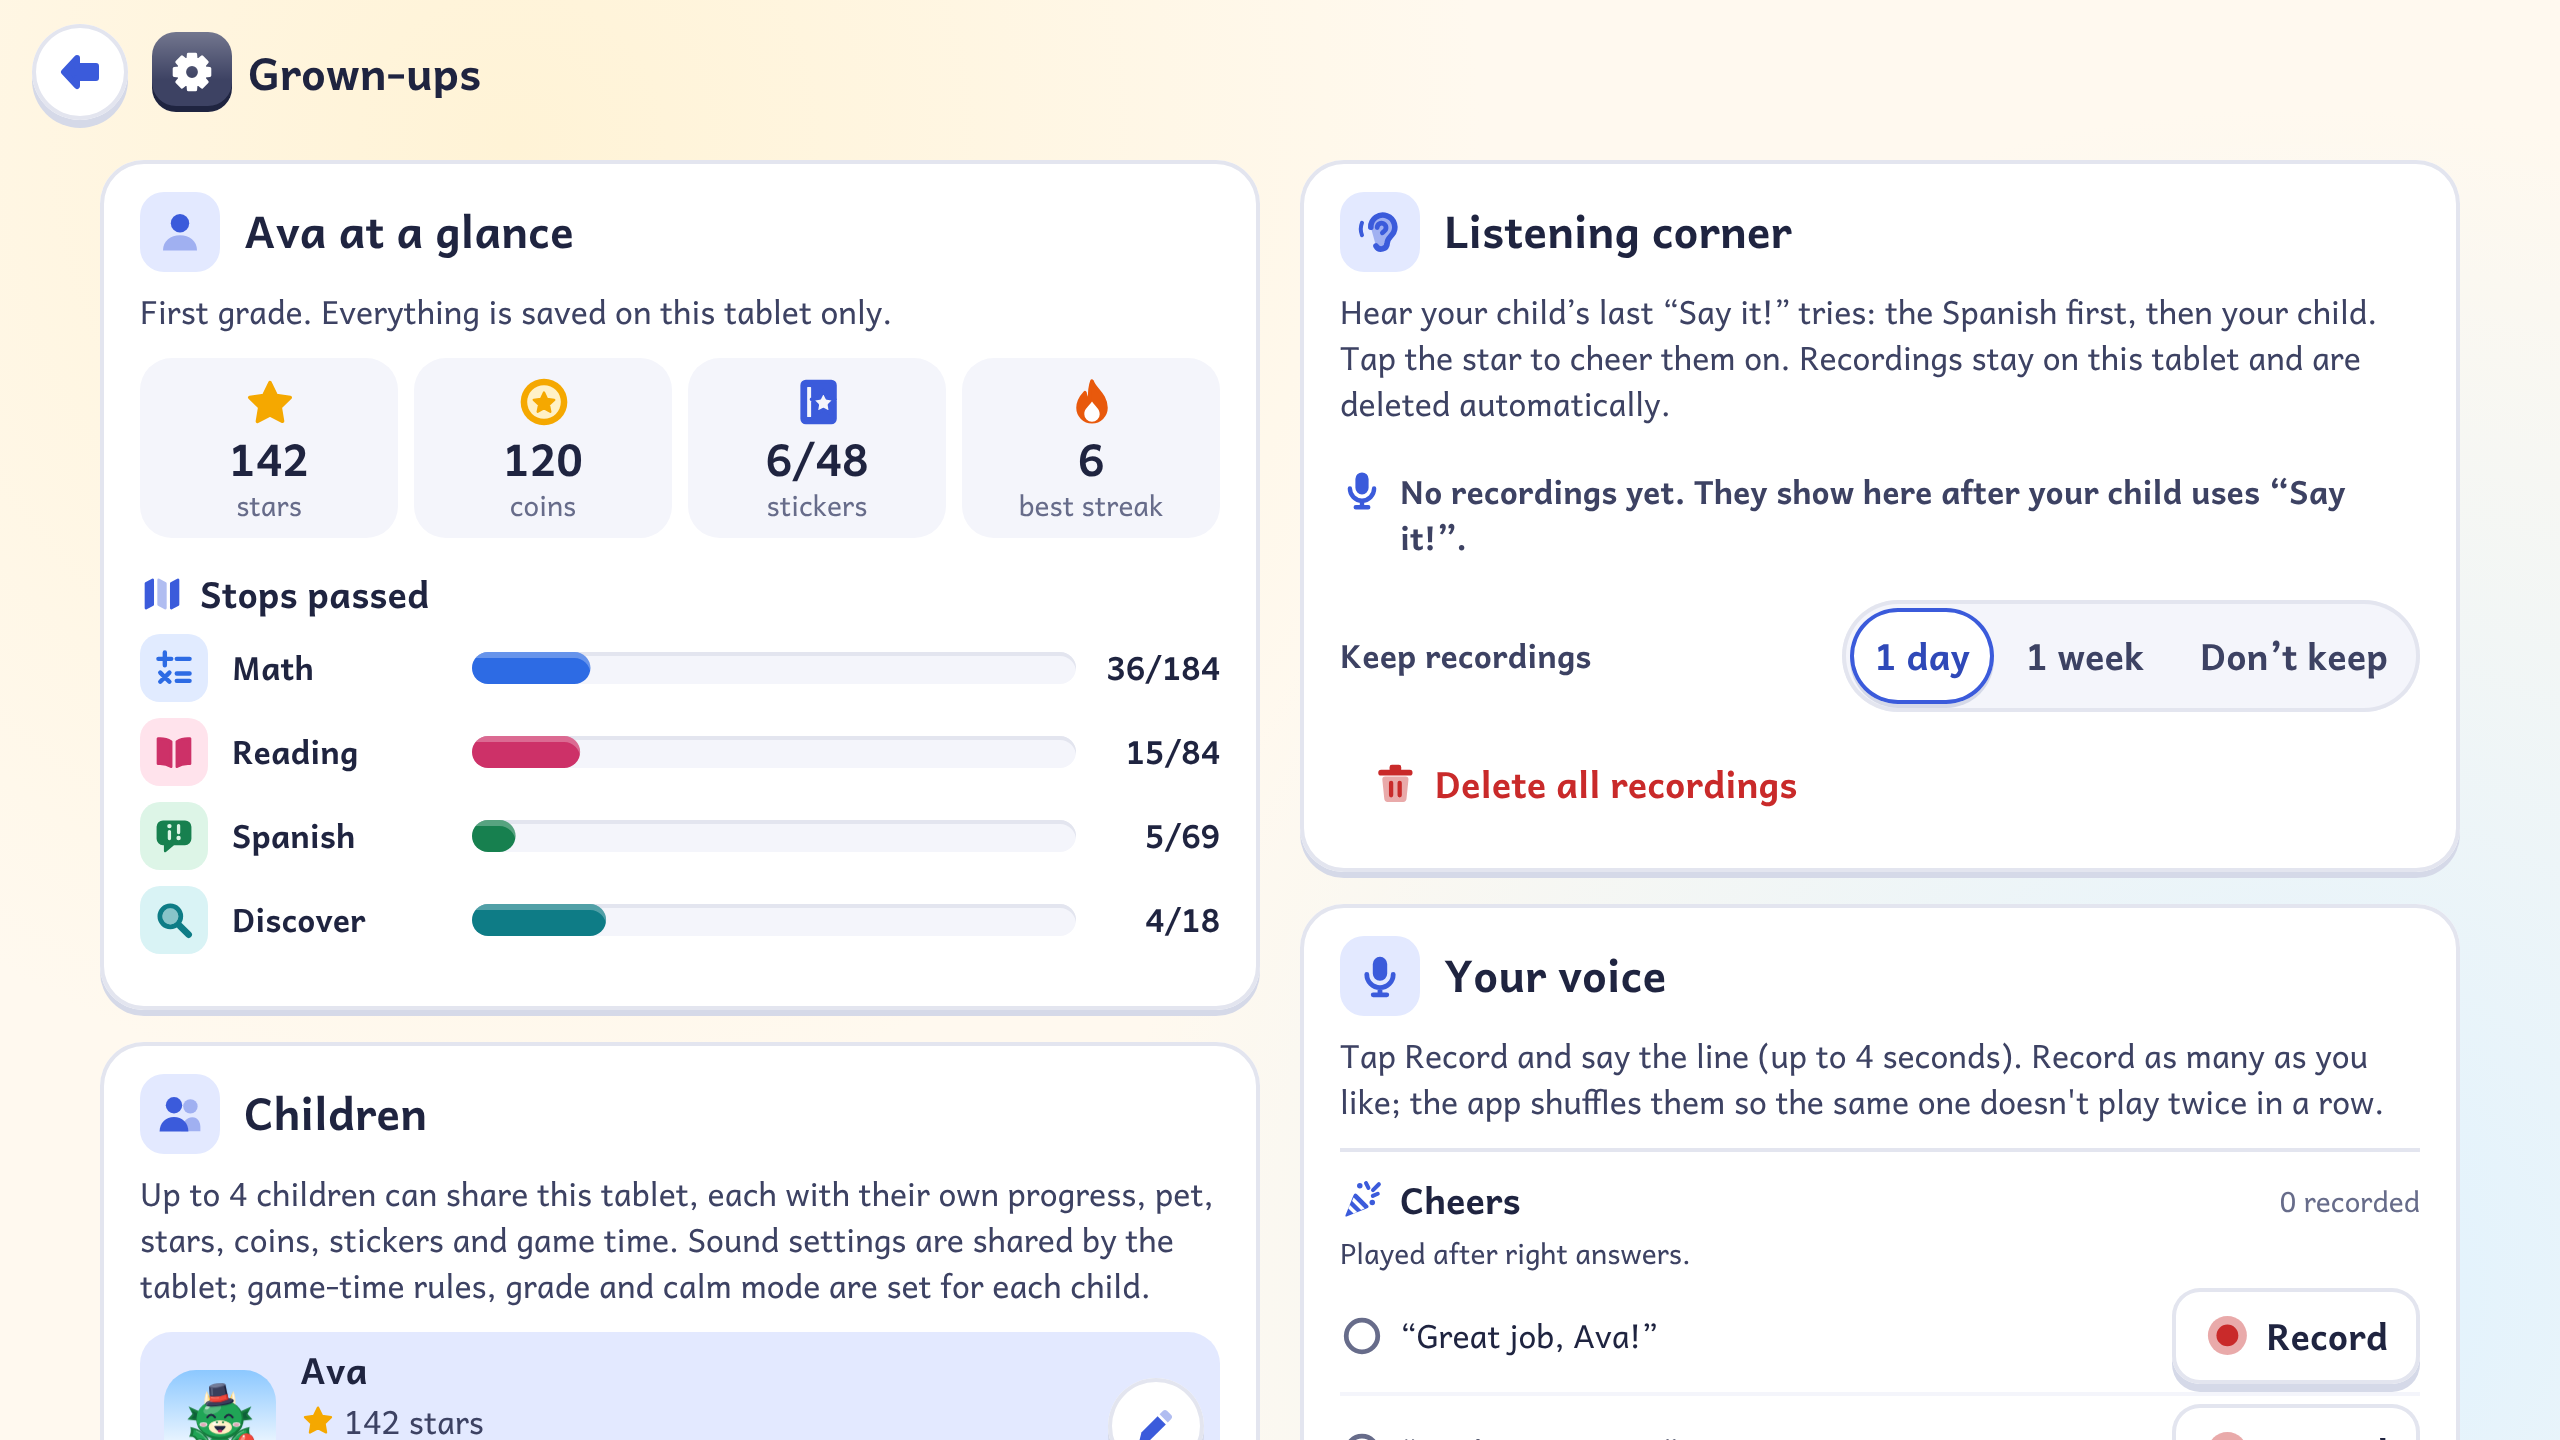 Grown-ups
Ava at a glance
First grade. Everything is saved on this tablet only.
142
stars
120
coins
6/48
stickers
6
best streak
Stops passed
Math
36/184
Reading
15/84
Spanish
5/69
Discover
4/18
Children
Up to 4 children can share this tablet, each with their own progress, pet,
stars, coins, stickers and game time. Sound settings are shared by the
tablet; game-time rules, grade and calm mode are set for each child.
Ava
142 stars
Listening corner
Hear your child’s last “Say it!” tries: the Spanish first, then your child.
Tap the star to cheer them on. Recordings stay on this tablet and are
deleted automatically.
No recordings yet. They show here after your child uses “Say
it!”.
Keep recordings
1 day
1 week
Don’t keep
Delete all recordings
Your voice
Tap Record and say the line (up to 4 seconds). Record as many as you
like; the app shuffles them so the same one doesn't play twice in a row.
Cheers
0 recorded
Played after right answers.
“Great job, Ava!”
Record